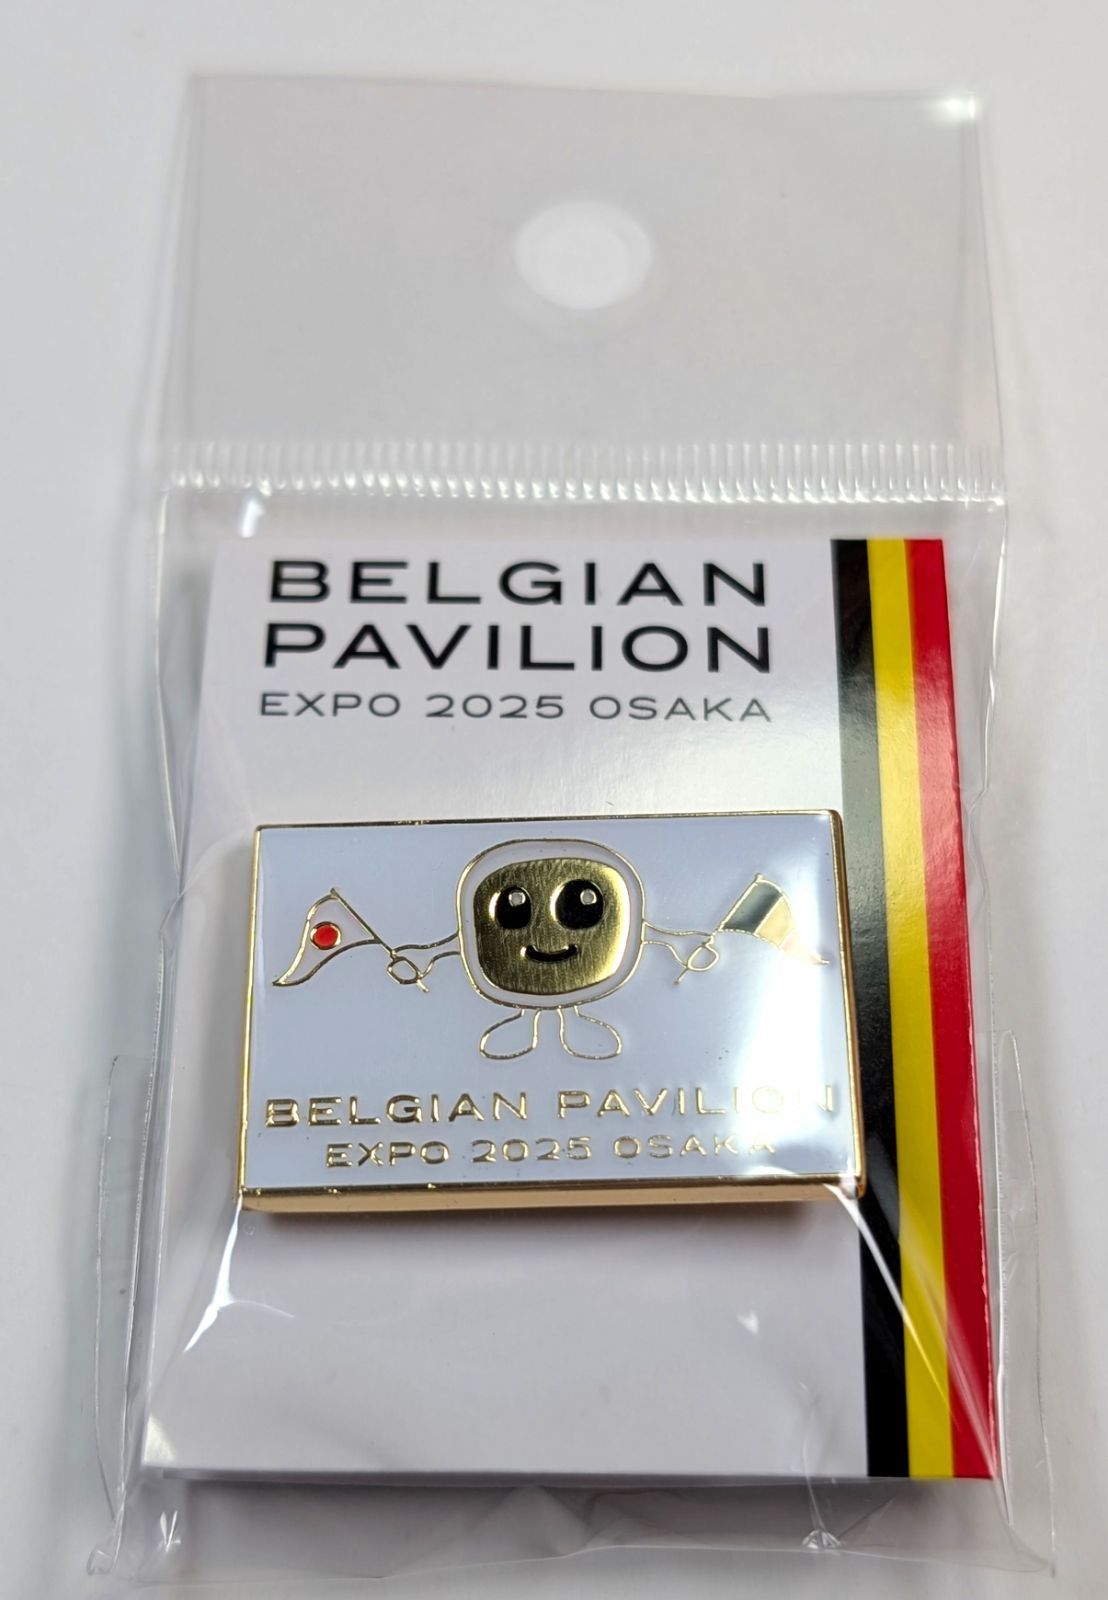 BELGIAN
PAVILION
EXPO 2025 OSAKA
BELGIAN PAVILION
EXPO 2025 OSAKA